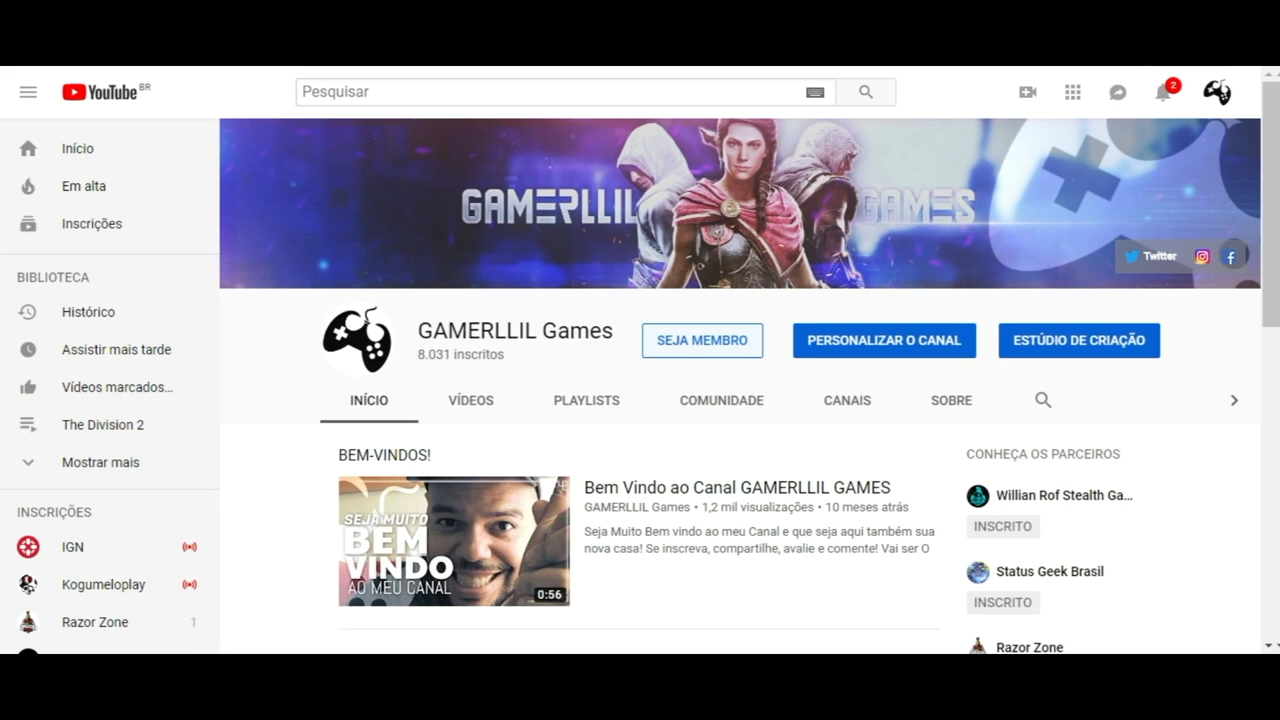 YouTube BR
Pesquisar
2
Início
Em alta
Inscrições
BIBLIOTECA
Histórico
Assistir mais tarde
Vídeos marcados...
The Division 2
Mostrar mais
INSCRIÇÕES
IGN
Kogumeloplay
Razor Zone 1
GAMERLLIL GAMES
Twitter
GAMERLLIL Games
8.031 inscritos
SEJA MEMBRO
PERSONALIZAR O CANAL
ESTÚDIO DE CRIAÇÃO
INÍCIO VÍDEOS PLAYLISTS COMUNIDADE CANAIS SOBRE
BEM-VINDOS!
SEJA MUITO
BEM
VINDO
AO MEU CANAL
0:56
Bem Vindo ao Canal GAMERLLIL GAMES
GAMERLLIL Games • 1,2 mil visualizações • 10 meses atrás
Seja Muito Bem vindo ao meu Canal e que seja aqui também sua
nova casa! Se inscreva, compartilhe, avalie e comente! Vai ser O
CONHEÇA OS PARCEIROS
Willian Rof Stealth Ga...
INSCRITO
Status Geek Brasil
INSCRITO
Razor Zone